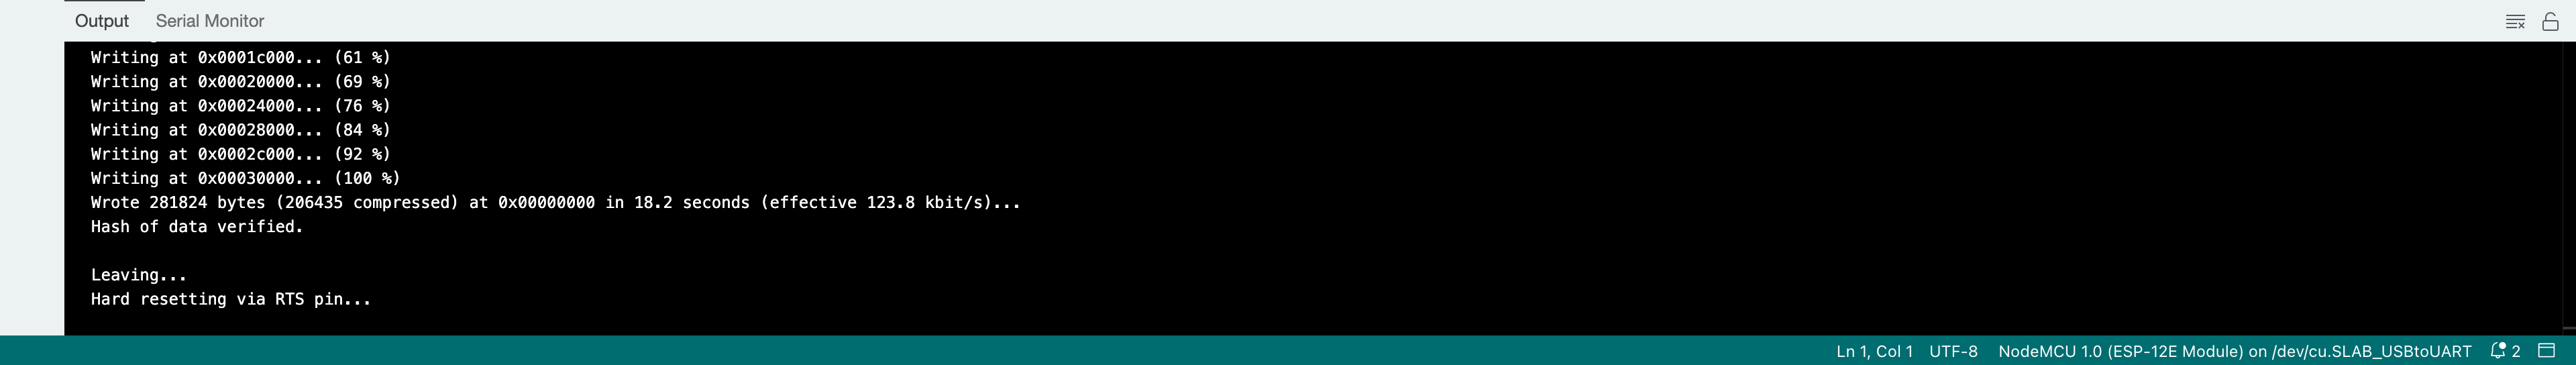 Output Serial Monitor
Writing at 0x0001c000... (61 %)
Writing at 0x00020000... (69 %)
Writing at 0x00024000... (76 %)
Writing at 0x00028000... (84 %)
Writing at 0x0002c000... (92 %)
Writing at 0x00030000... (100 %)
Wrote 281824 bytes (206435 compressed) at 0x00000000 in 18.2 seconds (effective 123.8 kbit/s)...
Hash of data verified.
Leaving...
Hard resetting via RTS pin...
Ln 1, Col 1 UTF-8 NodeMCU 1.0 (ESP-12E Module) on /dev/cu.SLAB_USBtoUART 2